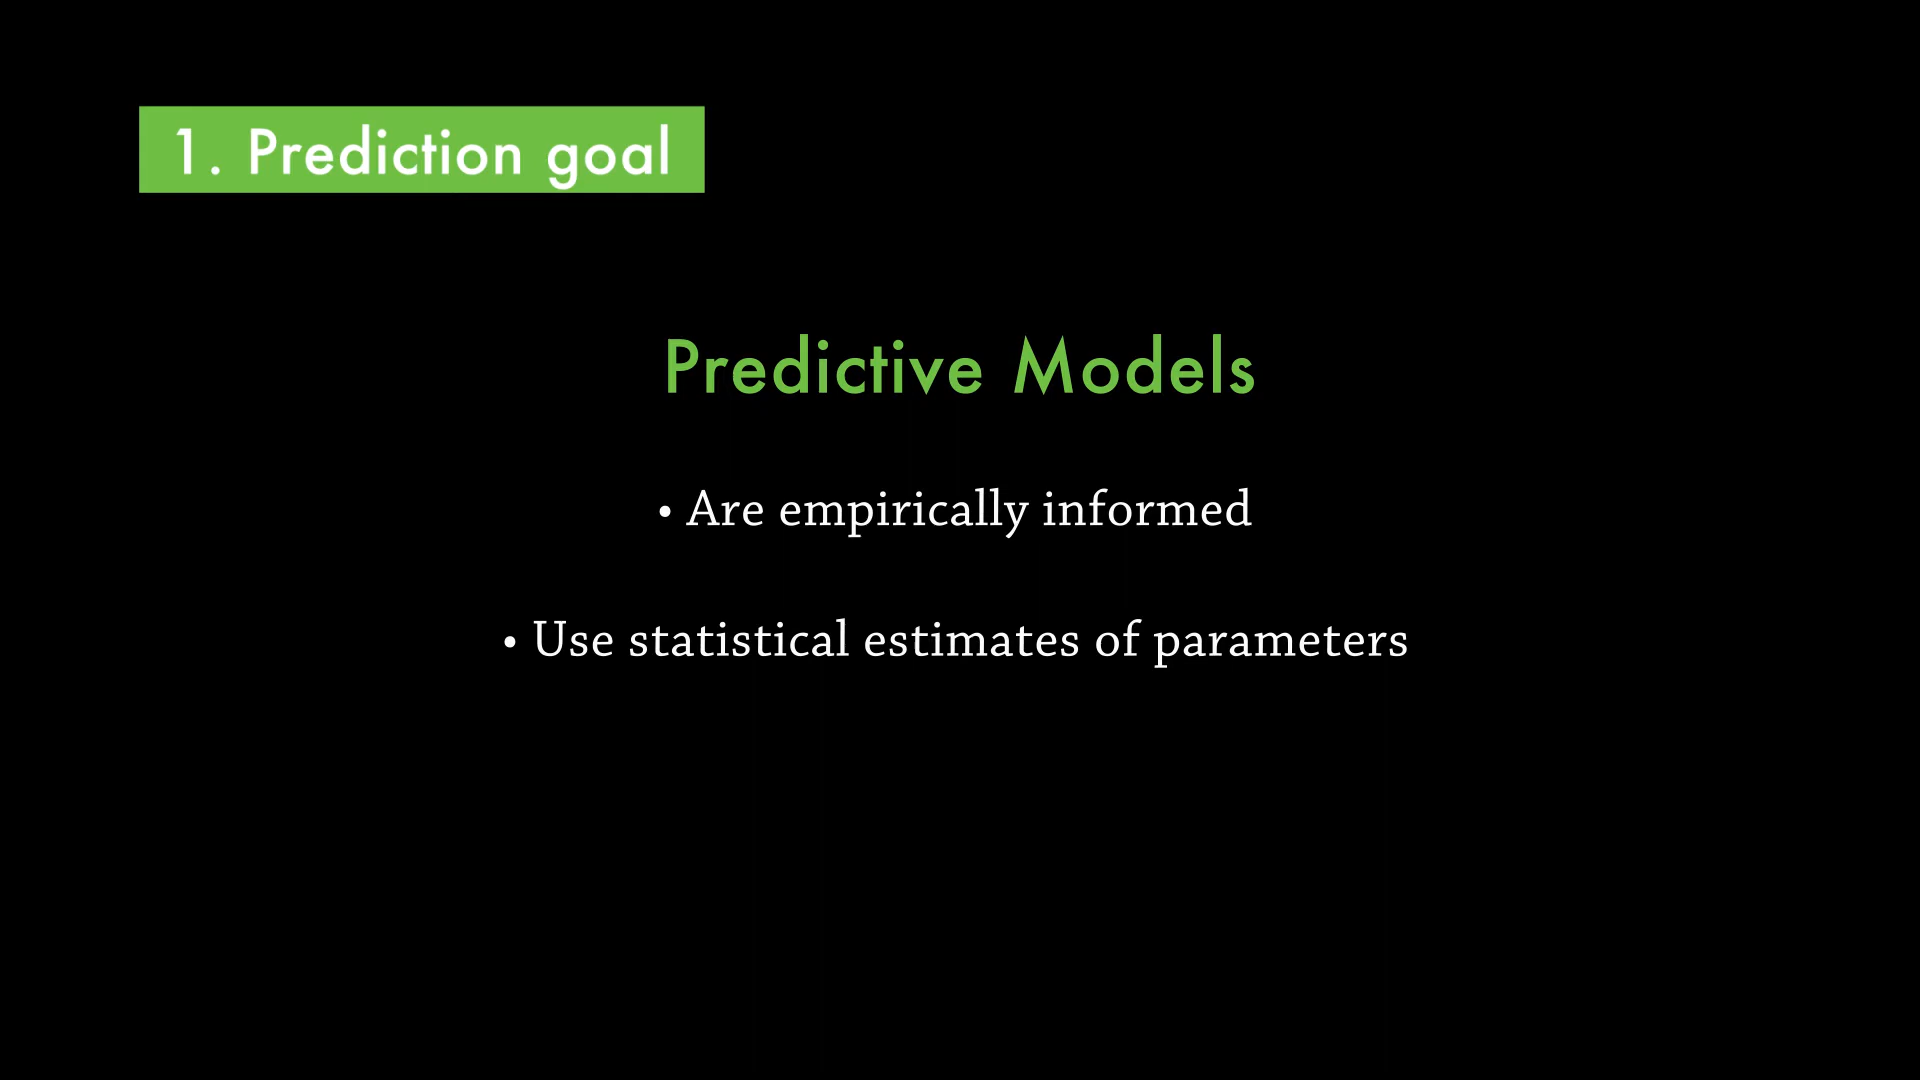 1. Prediction goal
Predictive Models
• Are empirically informed
• Use statistical estimates of parameters